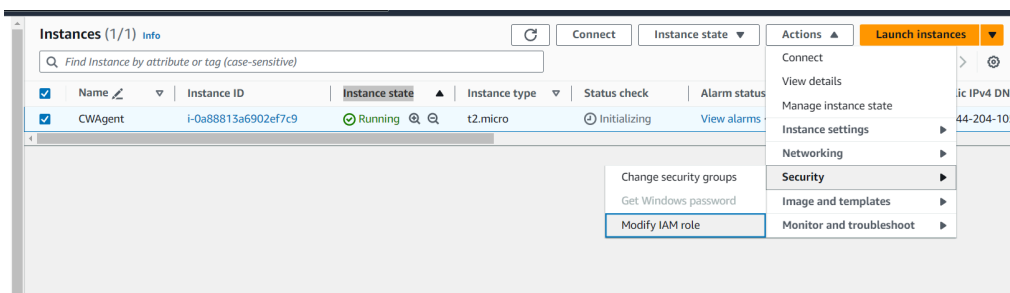 Instances (1/1) Info
Connect
Instance state
Actions
Launch instances
Find Instance by attribute or tag (case-sensitive)
Name
Instance ID
Instance state
Instance type
Status check
Alarm status
CWAgent
i-0a88813a6902ef7c9
Running
t2.micro
Initializing
View alarms
44-204-10
Connect
View details
Manage instance state
Instance settings
Networking
Security
Image and templates
Monitor and troubleshoot
Change security groups
Get Windows password
Modify IAM role